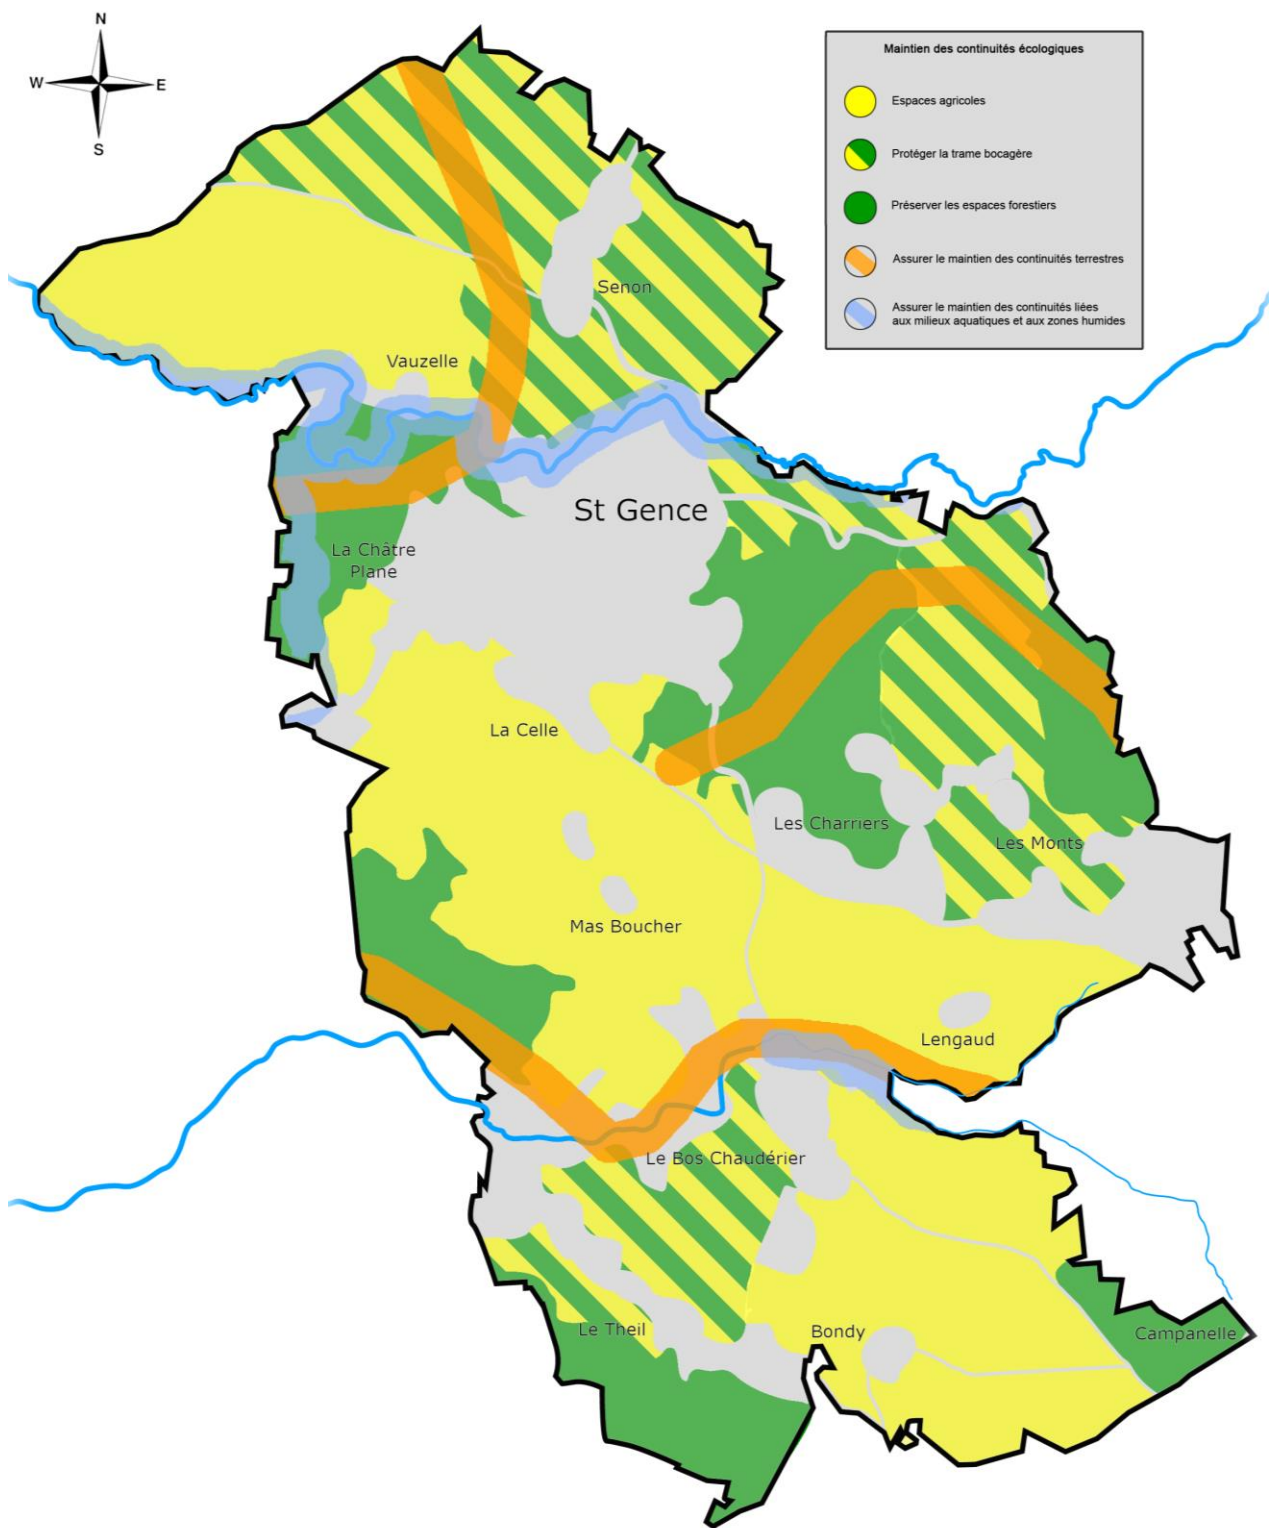 N
W
E
S
Maintien des continuités écologiques
Espaces agricoles
Protéger la trame bocagère
Préserver les espaces forestiers
Assurer le maintien des continuités terrestres
Assurer le maintien des continuités liées
aux milieux aquatiques et aux zones humides
Senon
Vauzelle
St Gence
La Châtre
Plane
La Celle
Les Charriers
Les Monts
Mas Boucher
Lengaud
Le Bos Chaudérier
Le Theil
Bondy
Campanelle